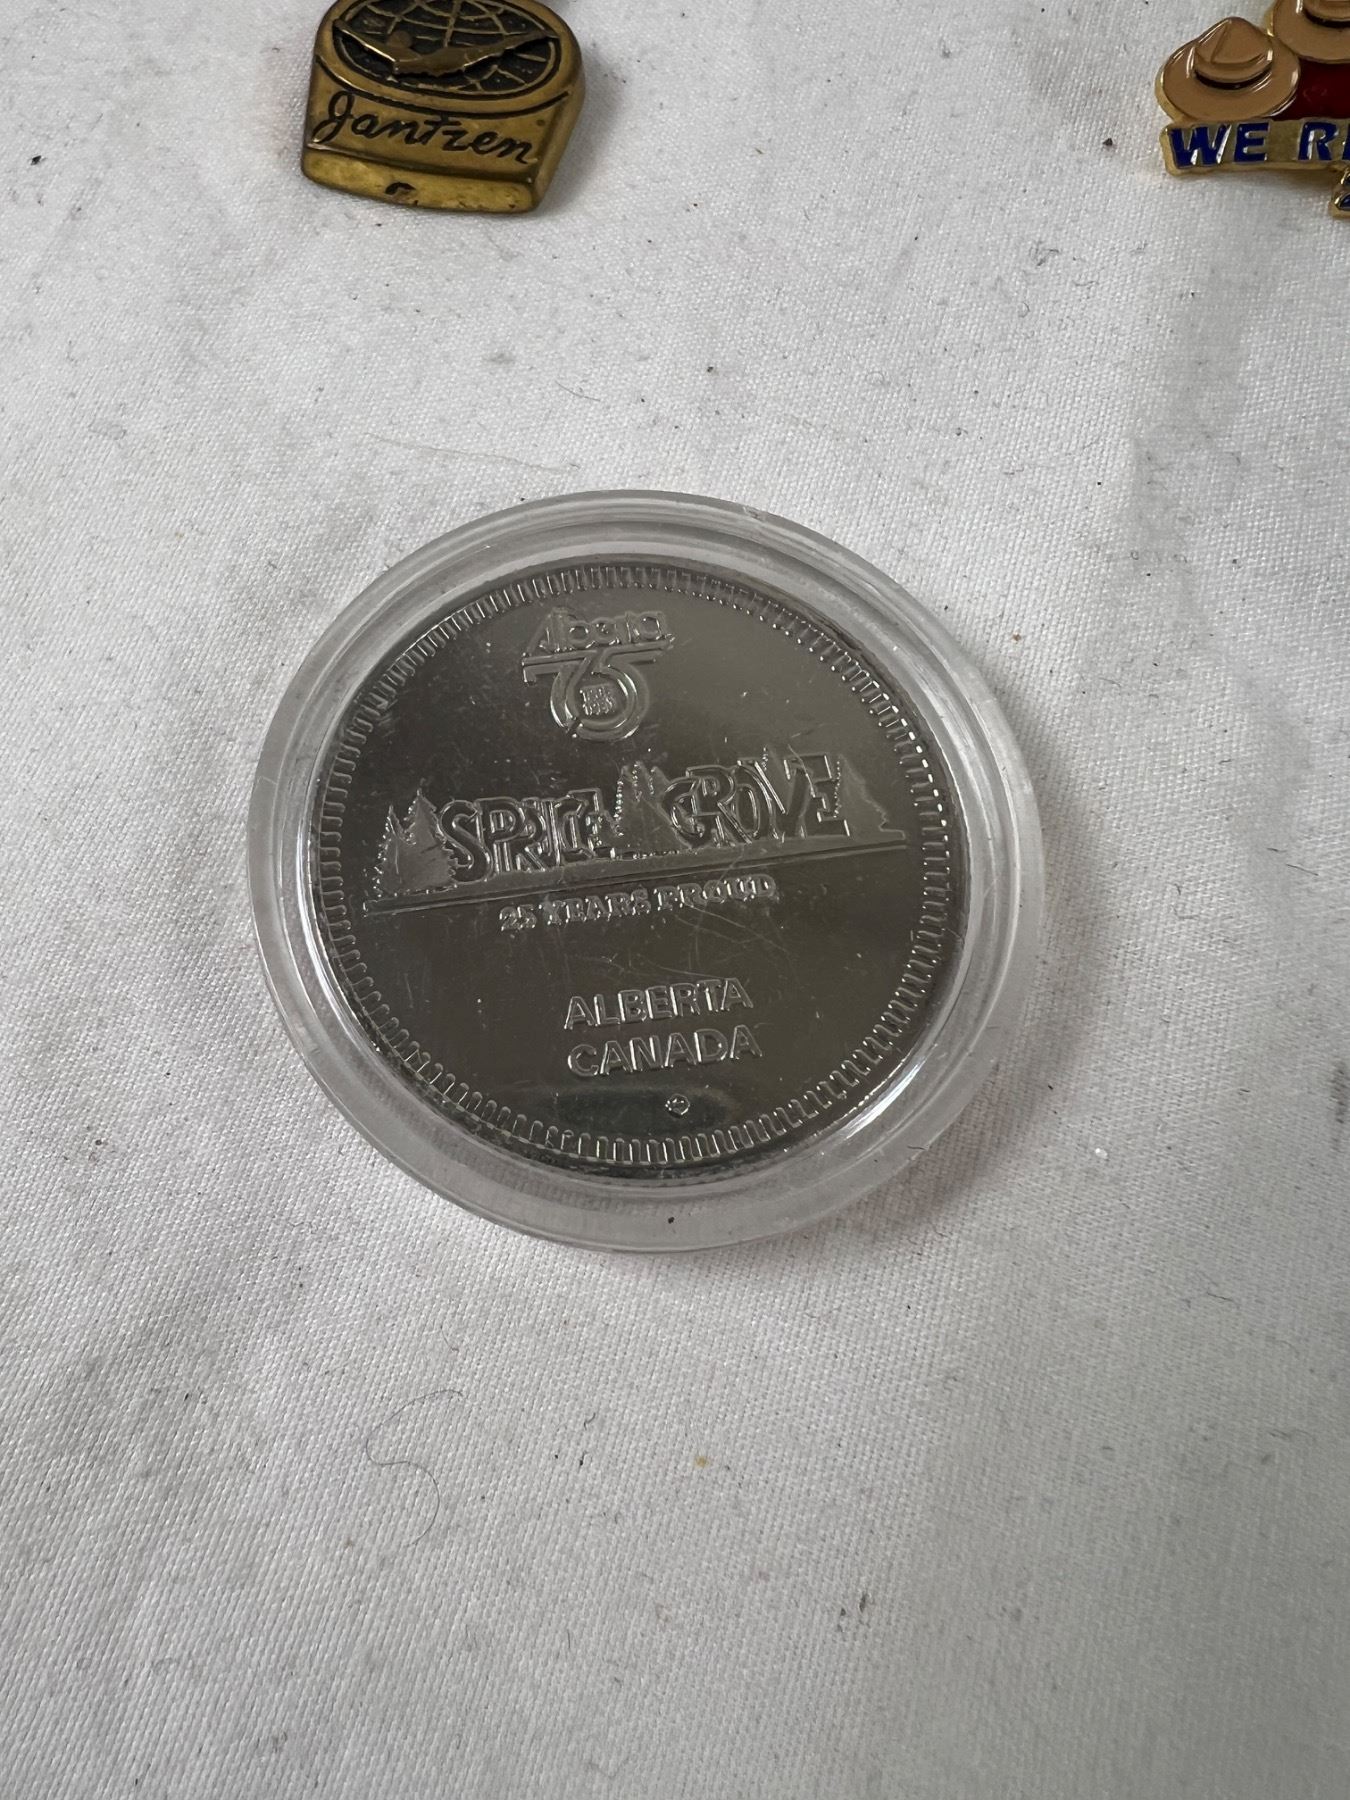 Jantzen
WE
Alberta
75
SPRUCE GROVE
25 YEARS PROUD
ALBERTA
CANADA